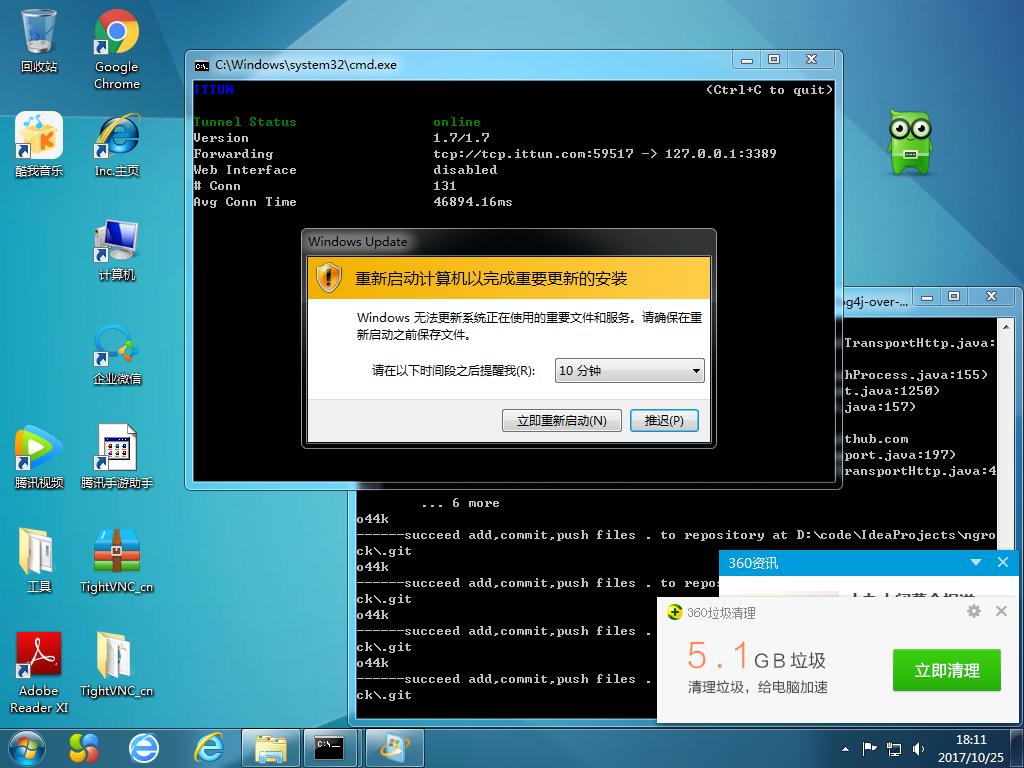 回收站
Google
Chrome
酷我音乐
Inc.主页
计算机
企业微信
腾讯视频
腾讯手游助手
工具
TightVNC_cn
Adobe
Reader XI
TightVNC_cn
C:\Windows\system32\cmd.exe
ITTUN
(Ctrl+C to quit)
Tunnel Status online
Version 1.7/1.7
Forwarding tcp://tcp.ittun.com:59517 -> 127.0.0.1:3389
Web Interface disabled
# Conn 131
Avg Conn Time 46894.16ms
Windows Update
重新启动计算机以完成重要更新的安装
Windows 无法更新系统正在使用的重要文件和服务。请确保在重
新启动之前保存文件。
请在以下时间段之后提醒我(R):
10 分钟
立即重新启动(N)
推迟(P)
og4j-over-...
TransportHttp.java:
hProcess.java:155)
t.java:1250)
java:157)
thub.com
port.java:197)
ransportHttp.java:4
... 6 more
o44k
------succeed add,commit,push files . to repository at D:\code\IdeaProjects\ngro
ck\.git
o44k
------succeed add,commit,push files . to repos
ck\.git
o44k
------succeed add,commit,push files .
ck\.git
o44k
------succeed add,commit,push files .
ck\.git
360资讯
360垃圾清理
5.1GB垃圾
清理垃圾，给电脑加速
立即清理
18:11
2017/10/25